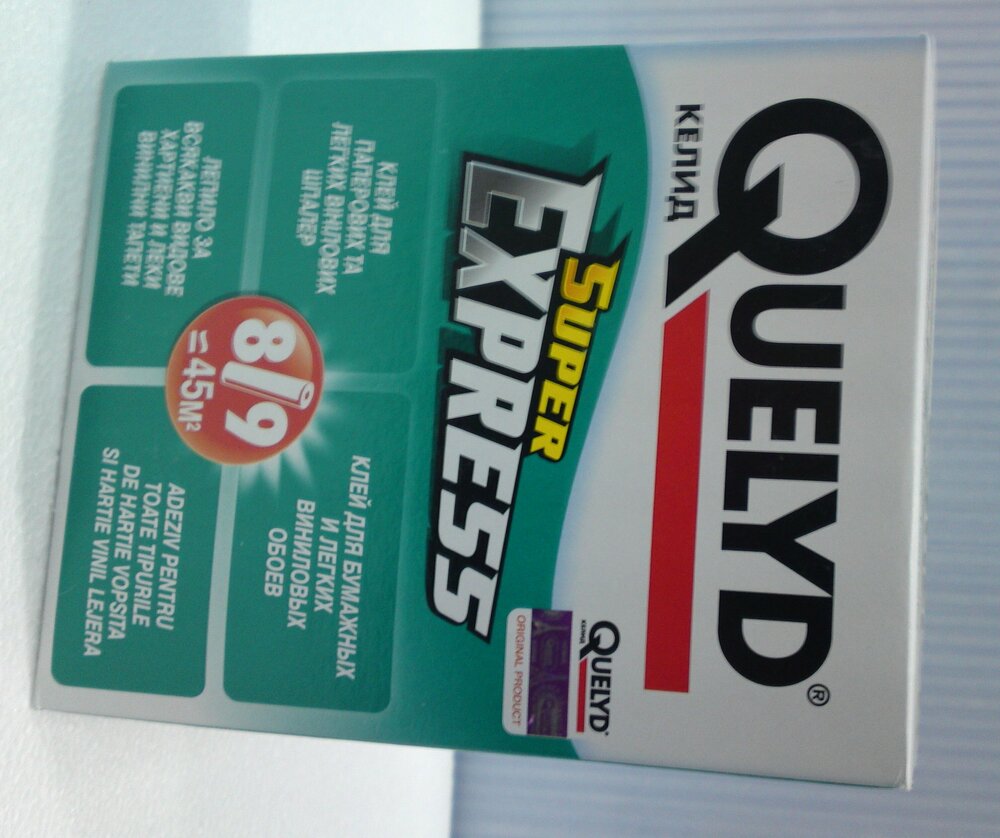 QUELYD®
КЕЛИД
SUPER
EXPRESS
QUELYD
КЕЛИД
ORIGINAL PRODUCT
КЛЕЙ ДЛЯ
ПАПЕРОВИХ ТА
ЛЕГКИХ ВІНІЛОВИХ
ШПАЛЕР
КЛЕЙ ДЛЯ БУМАЖНЫХ
И ЛЕГКИХ
ВИНИЛОВЫХ
ОБОЕВ
8/9
=45М²
ЛЕПИЛО ЗА
ВСЯКАКВИ ВИДОВЕ
ХАРТИЕНИ И ЛЕКИ
ВИНИЛНИ ТАПЕТИ
ADEZIV PENTRU
TOATE TIPURILE
DE HARTIE VOPSITA
SI HARTIE VINIL LEJERA